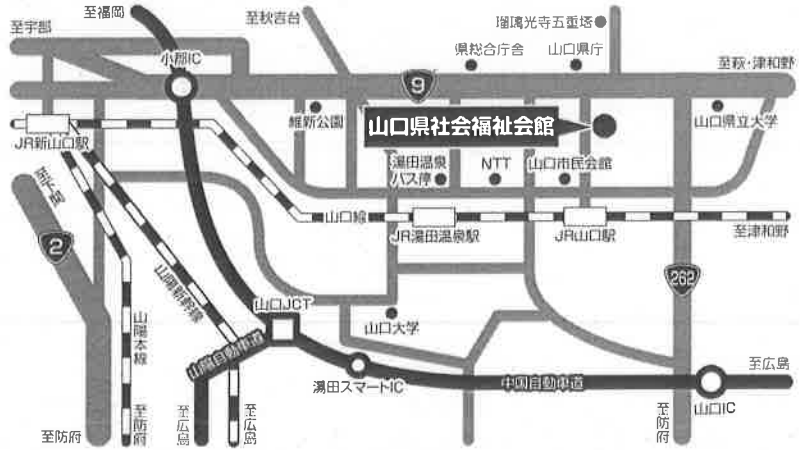 至福岡
至秋吉台
瑠璃光寺五重塔
至宇部
県総合庁舎
山口県庁
小郡IC
至萩・津和野
9
維新公園
山口県社会福祉会館
山口県立大学
JR新山口駅
湯田温泉
バス停
NTT
山口市民会館
至下関
山口線
JR湯田温泉駅
JR山口駅
至津和野
2
262
山陽新幹線
山口JCT
山口大学
山陽本線
山陽自動車道
湯田スマートIC
中国自動車道
至広島
山口IC
至防府
至防府
至広島
至広島
至防府